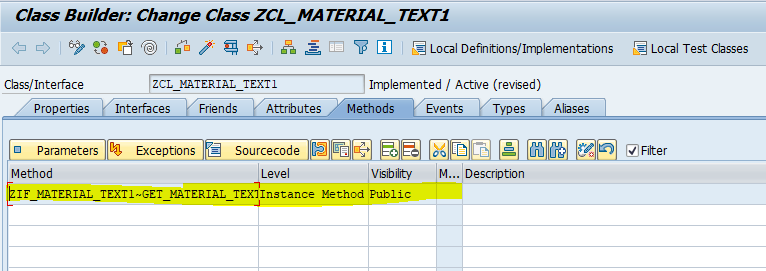 Class Builder: Change Class ZCL_MATERIAL_TEXT1
Local Definitions/Implementations Local Test Classes
Class/Interface ZCL_MATERIAL_TEXT1 Implemented / Active (revised)
Properties Interfaces Friends Attributes Methods Events Types Aliases
Parameters Exceptions Sourcecode Filter
Method Level Visibility M... Description
ZIF_MATERIAL_TEXT1~GET_MATERIAL_TEX Instance Method Public